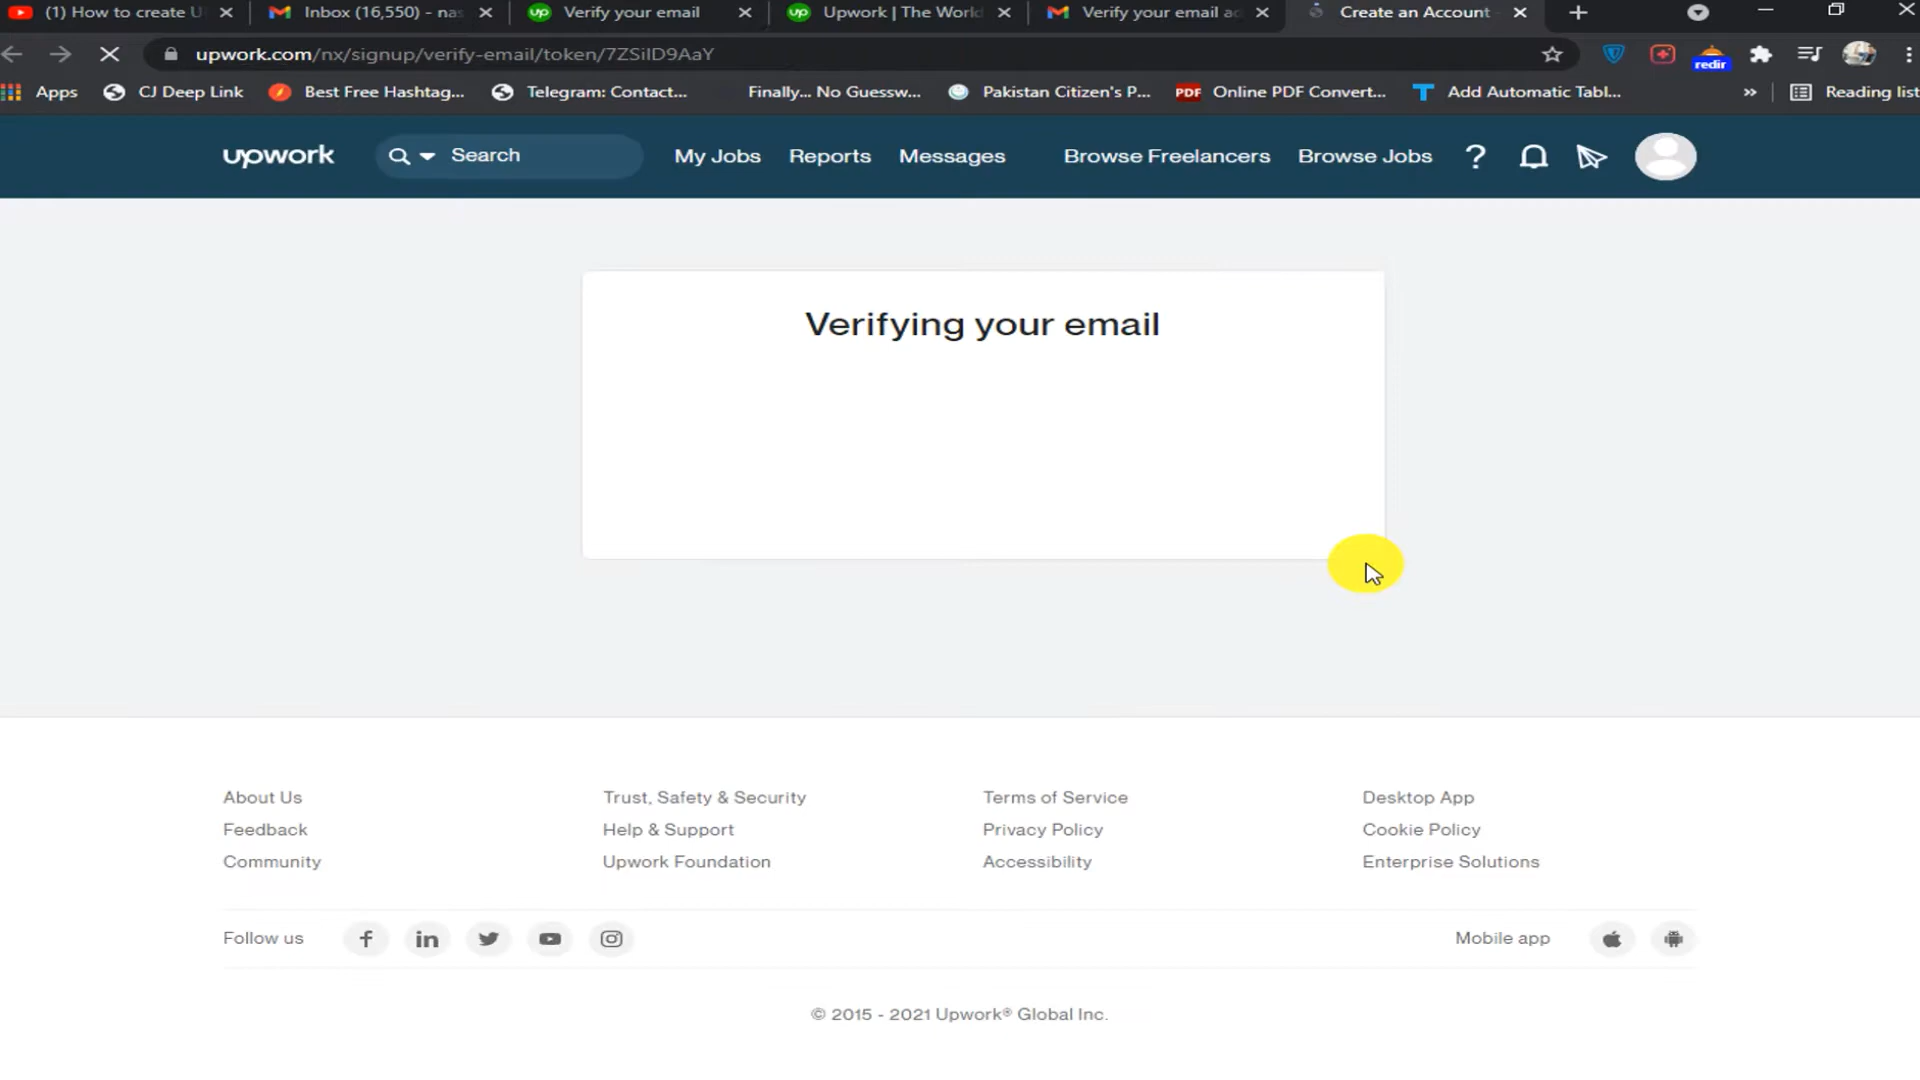 (1) How to create U
Inbox (16,550) - nas
Verify your email
Upwork | The World
Verify your email ad
Create an Account
upwork.com/nx/signup/verify-email/token/7ZSiID9AaY
redir
Apps
CJ Deep Link
Best Free Hashtag...
Telegram: Contact...
Finally... No Guessw...
Pakistan Citizen's P...
PDF
Online PDF Convert...
Add Automatic Tabl...
»
Reading list
upwork
Search
My Jobs
Reports
Messages
Browse Freelancers
Browse Jobs
?
Verifying your email
About Us
Trust, Safety & Security
Terms of Service
Desktop App
Feedback
Help & Support
Privacy Policy
Cookie Policy
Community
Upwork Foundation
Accessibility
Enterprise Solutions
Follow us
Mobile app
© 2015 - 2021 Upwork® Global Inc.